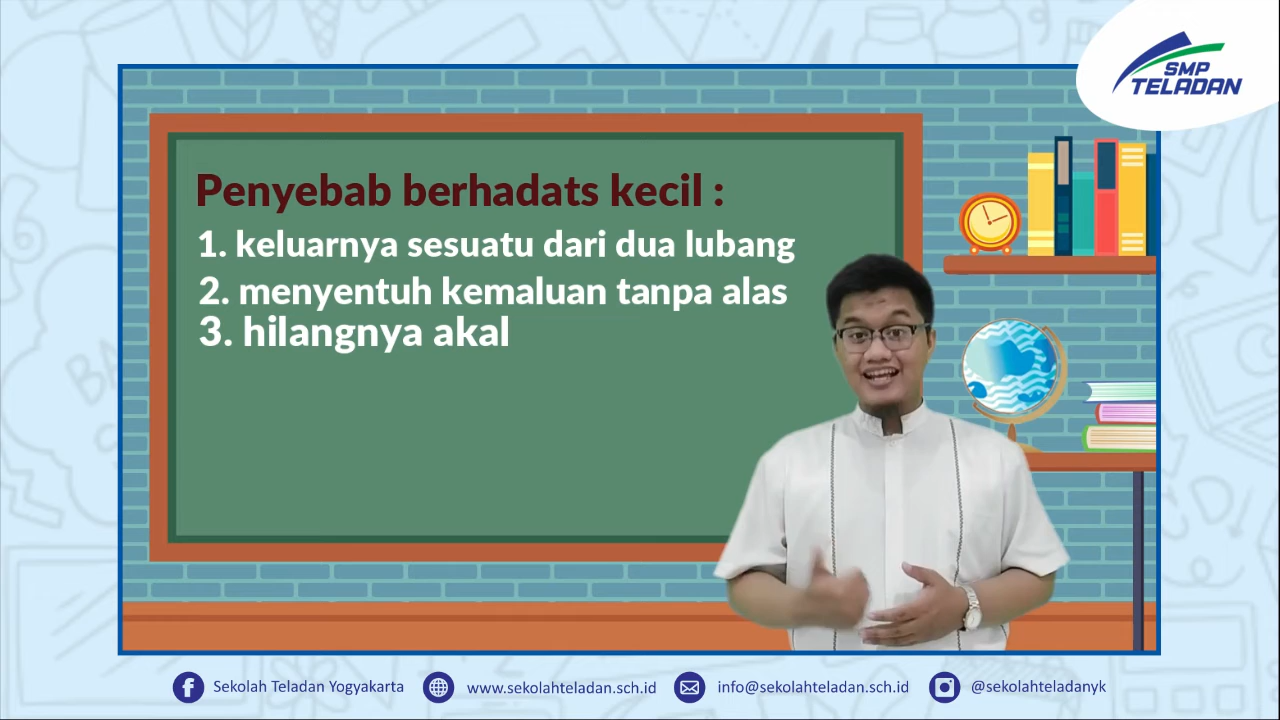 SMP
TELADAN
Penyebab berhadats kecil :
1. keluarnya sesuatu dari dua lubang
2. menyentuh kemaluan tanpa alas
3. hilangnya akal
Sekolah Teladan Yogyakarta
www.sekolahteladan.sch.id
info@sekolahteladan.sch.id
@sekolahteladanyk